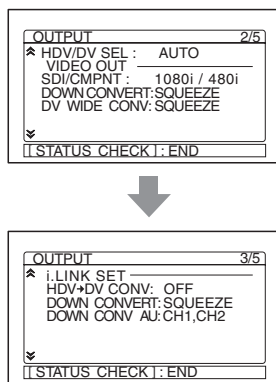 OUTPUT 2/5
HDV/DV SEL : AUTO
VIDEO OUT
SDI/CMPNT : 1080i / 480i
DOWN CONVERT:SQUEEZE
DV WIDE CONV:SQUEEZE
[STATUS CHECK] : END
OUTPUT 3/5
i.LINK SET
HDV→DV CONV: OFF
DOWN CONVERT: SQUEEZE
DOWN CONV AU: CH1,CH2
[STATUS CHECK] : END